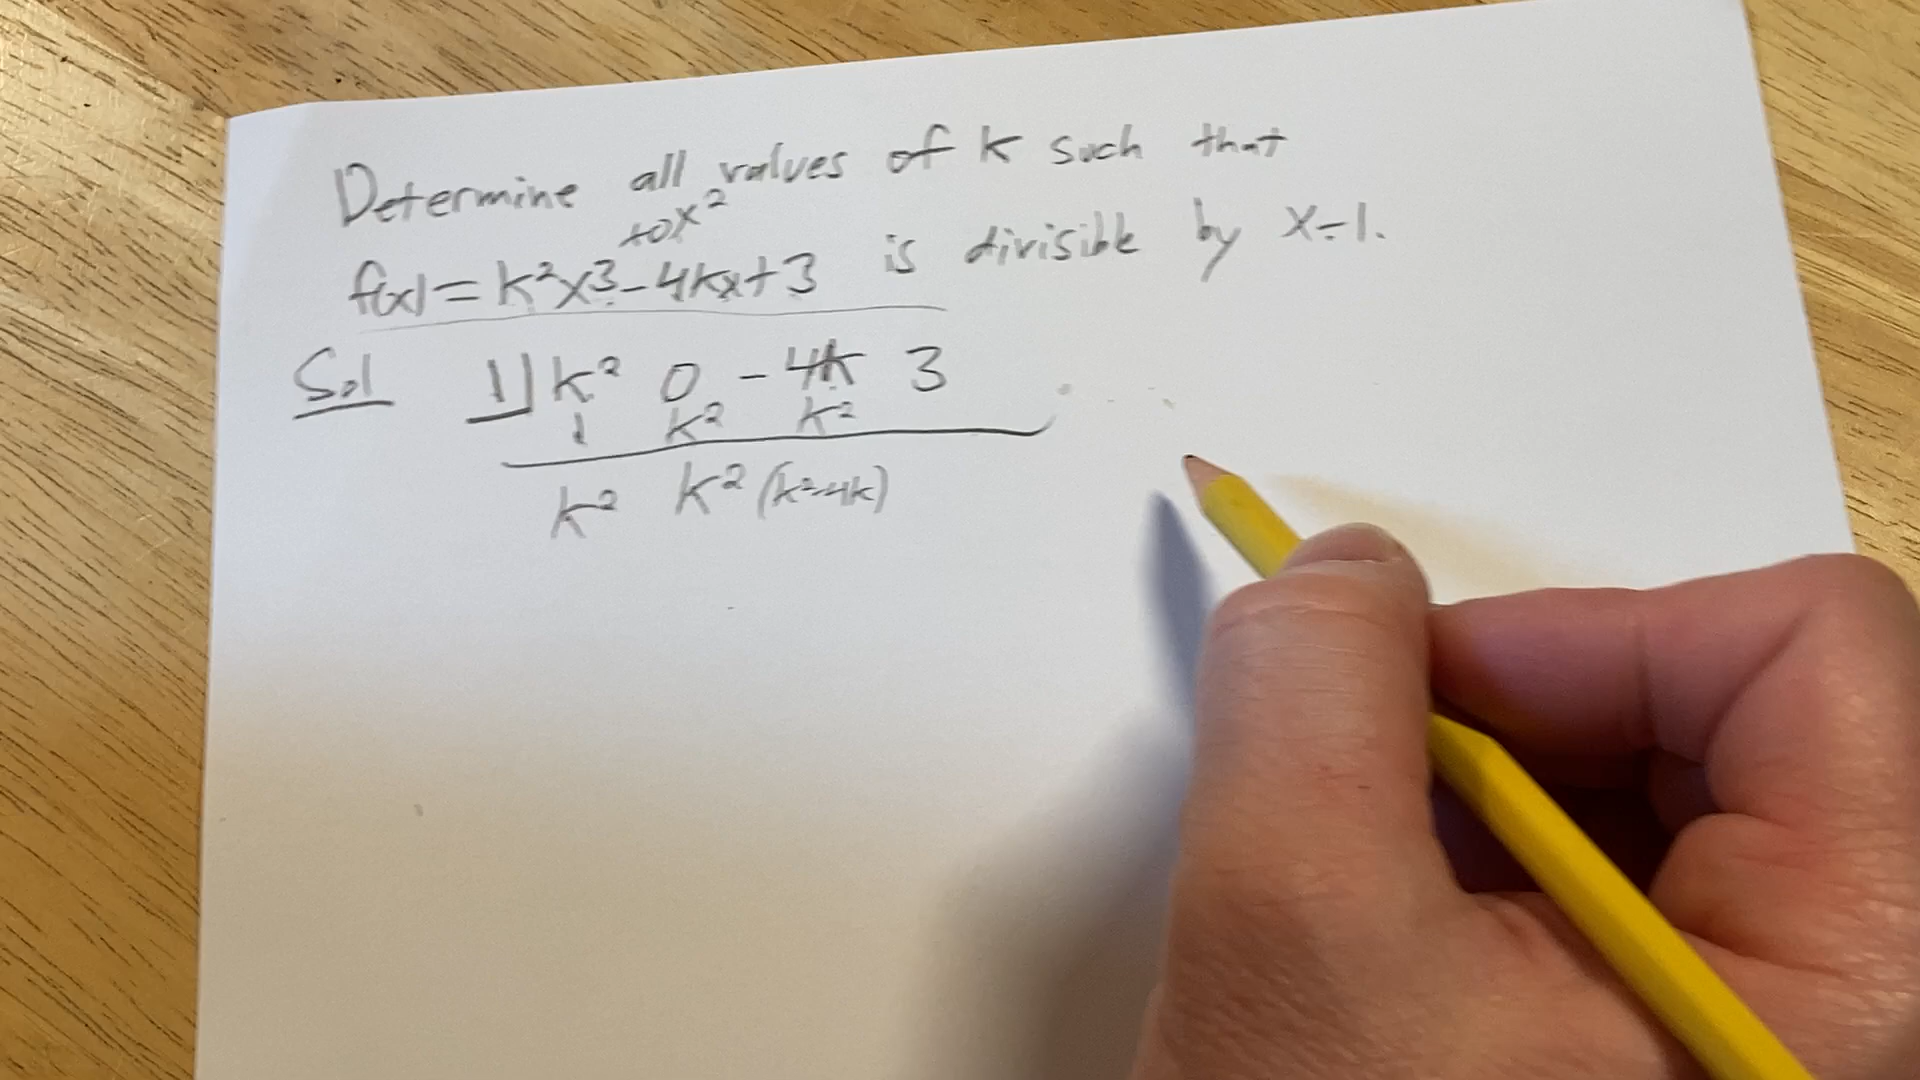 Determine all values of k such that
+0x²
f(x) = k²x³ - 4kx + 3 is divisible by x-1.
Sol 1 k² 0 - 4k 3
↓ k² k²
k² k² (k²-4k)